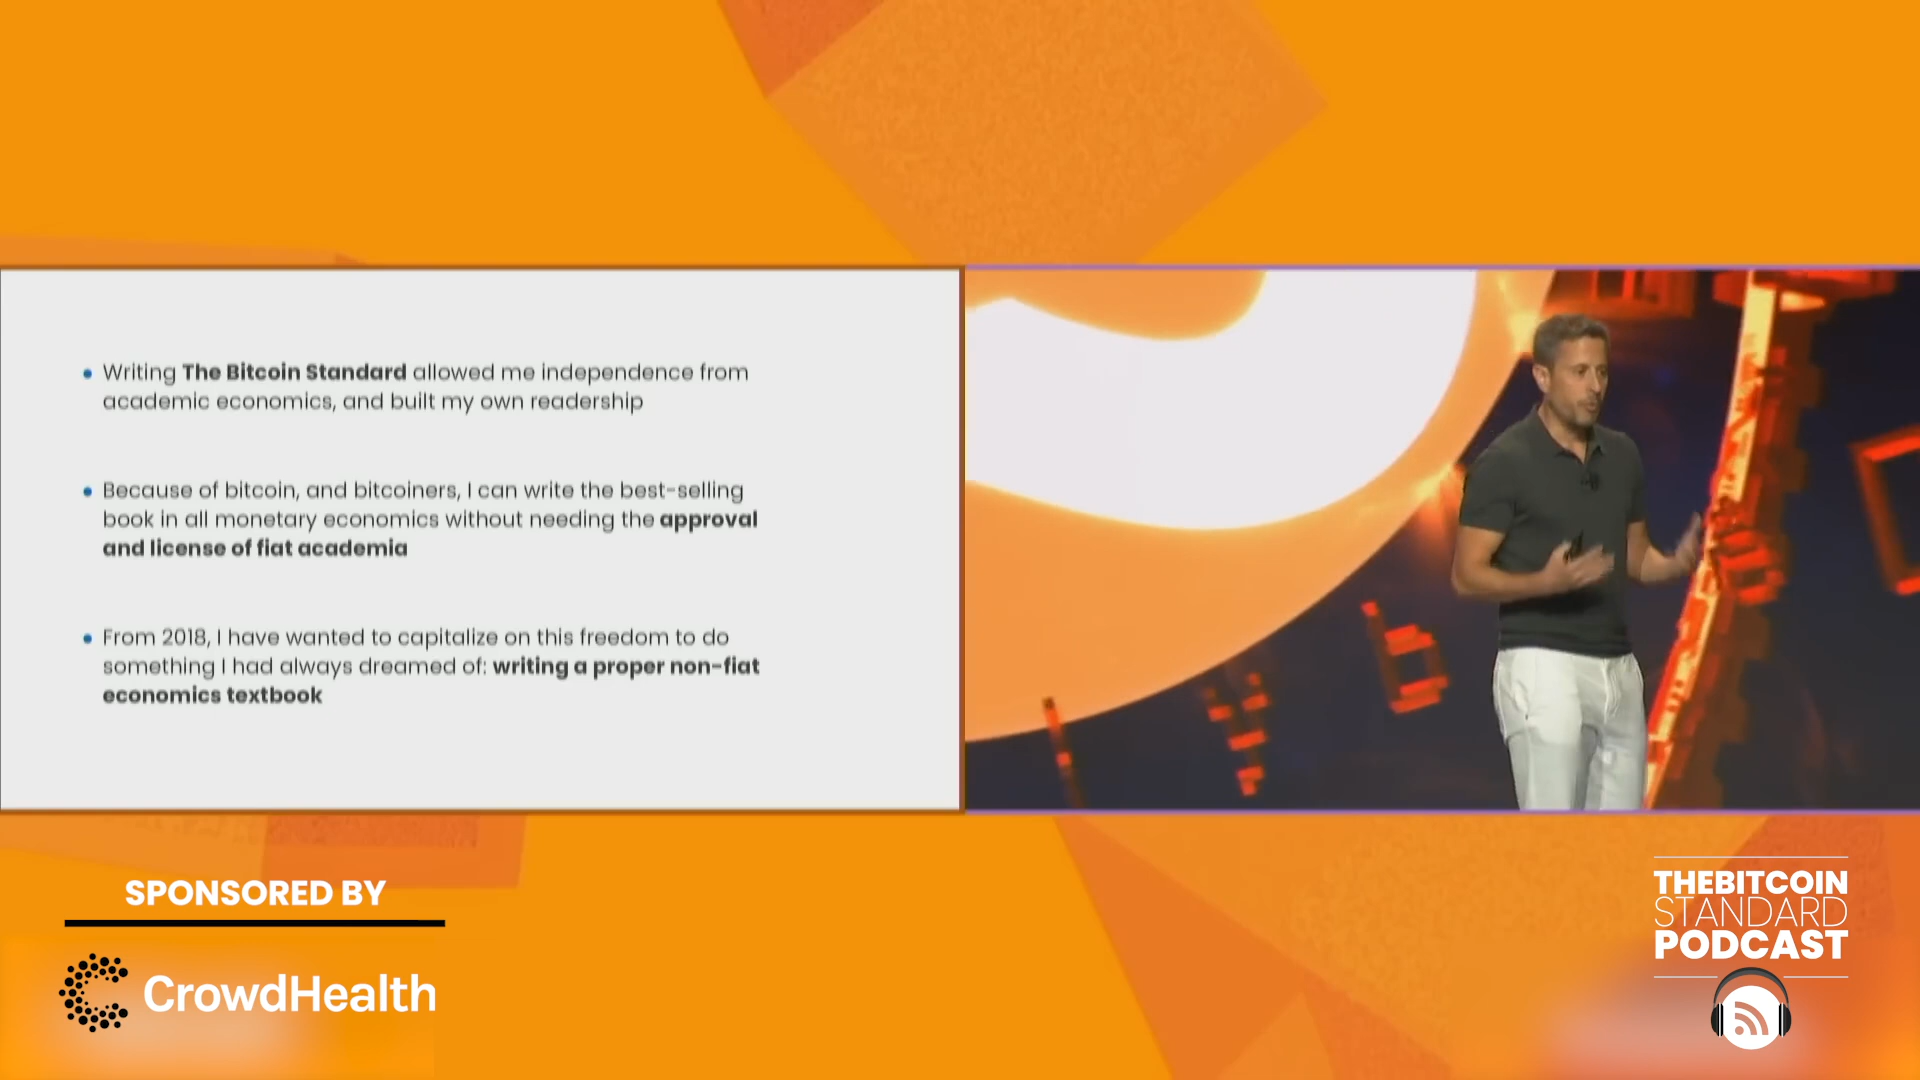 Writing The Bitcoin Standard allowed me independence from
academic economics, and built my own readership
Because of bitcoin, and bitcoiners, I can write the best-selling
book in all monetary economics without needing the approval
and license of fiat academia
From 2018, I have wanted to capitalize on this freedom to do
something I had always dreamed of: writing a proper non-fiat
economics textbook
SPONSORED BY
CrowdHealth
THEBITCOIN
STANDARD
PODCAST